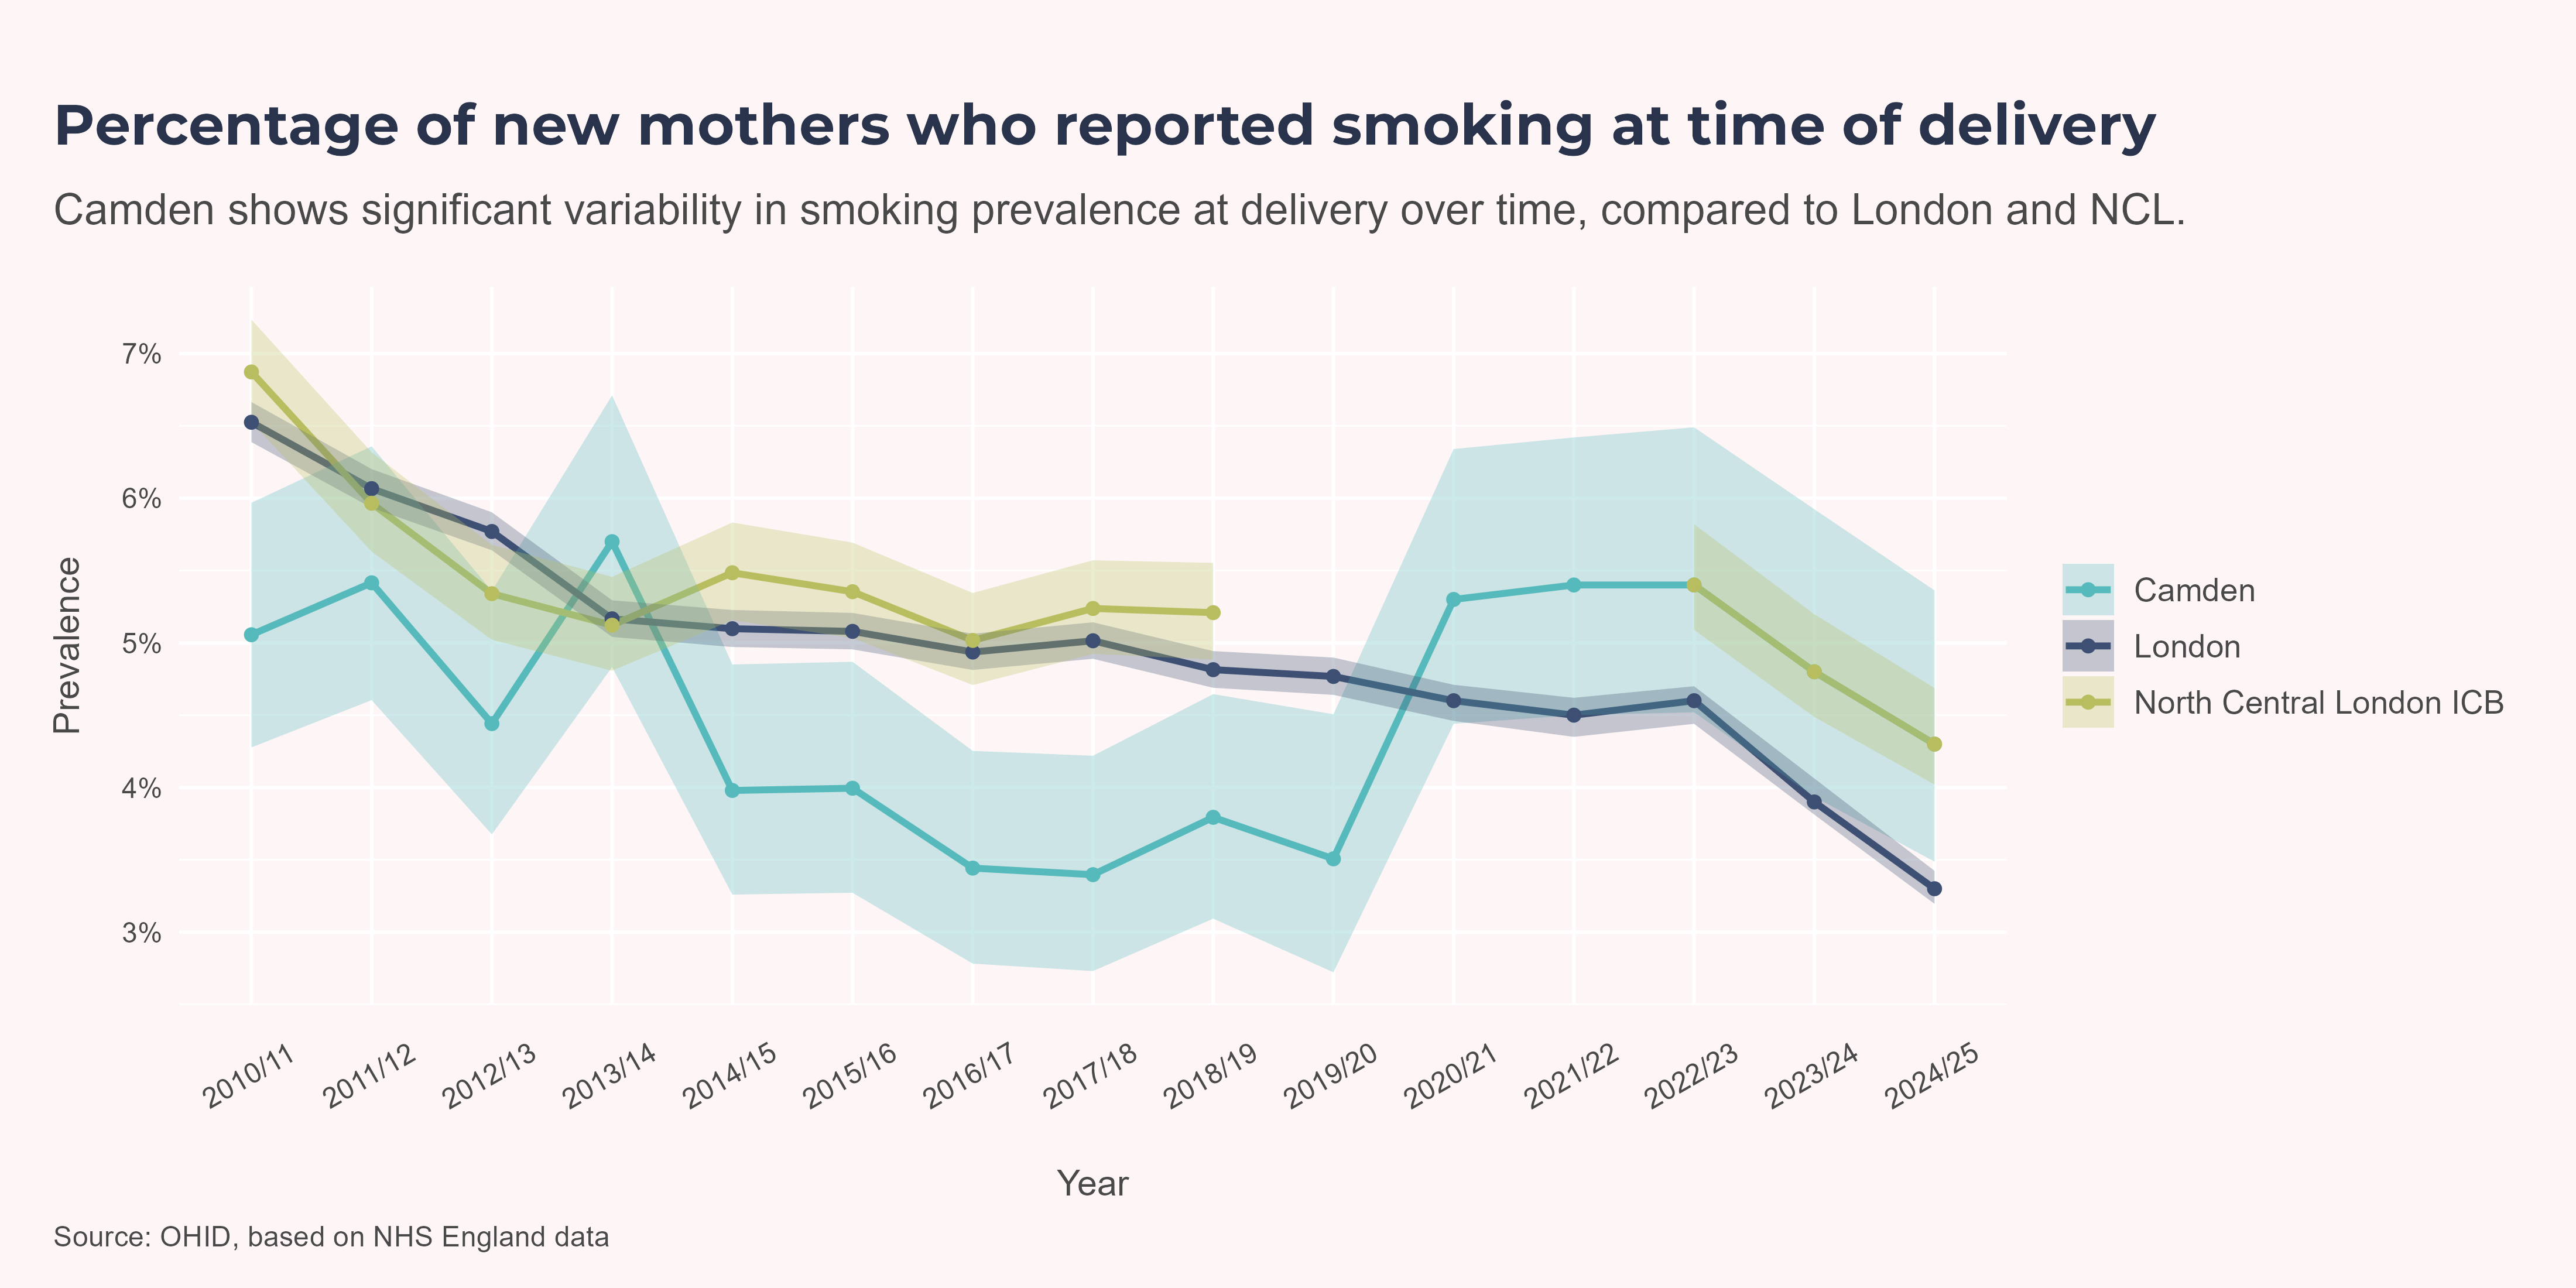 Percentage of new mothers who reported smoking at time of delivery
Camden shows significant variability in smoking prevalence at delivery over time, compared to London and NCL.
Prevalence
7%
6%
5%
4%
3%
Camden
London
North Central London ICB
2010/11
2011/12
2012/13
2013/14
2014/15
2015/16
2016/17
2017/18
2018/19
2019/20
2020/21
2021/22
2022/23
2023/24
2024/25
Year
Source: OHID, based on NHS England data